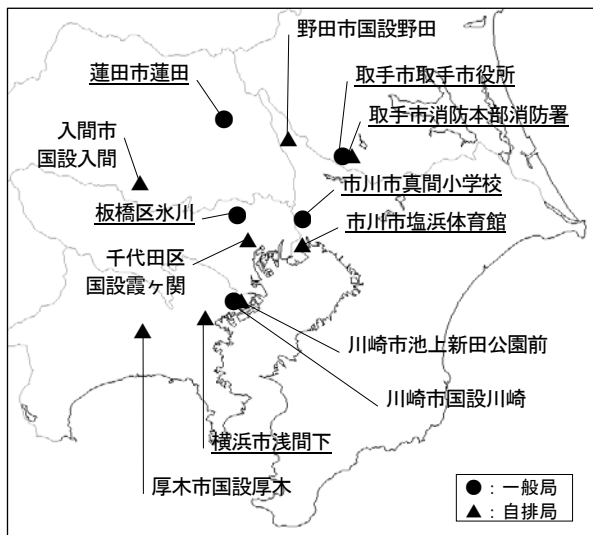 野田市国設野田
蓮田市蓮田
取手市取手市役所
取手市消防本部消防署
入間市
国設入間
市川市真間小学校
板橋区氷川
市川市塩浜体育館
千代田区
国設霞ヶ関
川崎市池上新田公園前
川崎市国設川崎
横浜市浅間下
厚木市国設厚木
●：一般局
▲：自排局